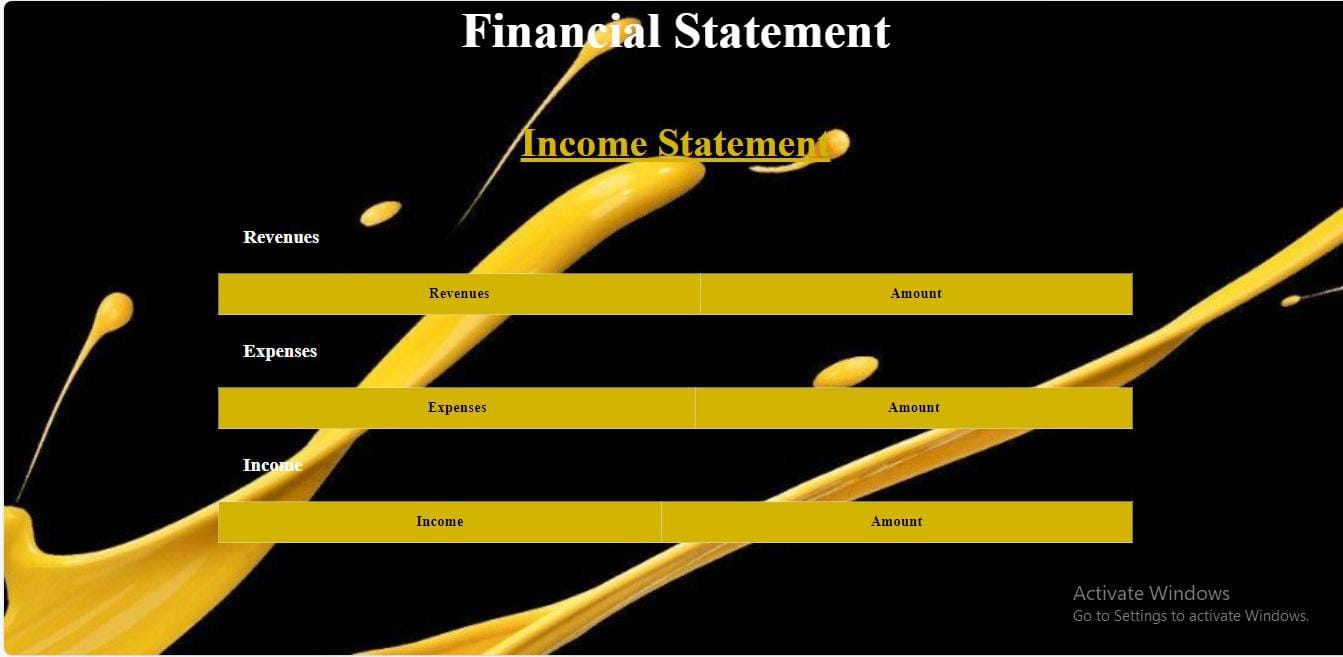 Financial Statement
Income Statement
Revenues
Revenues Amount
Expenses
Expenses Amount
Income
Income Amount
Activate Windows
Go to Settings to activate Windows.